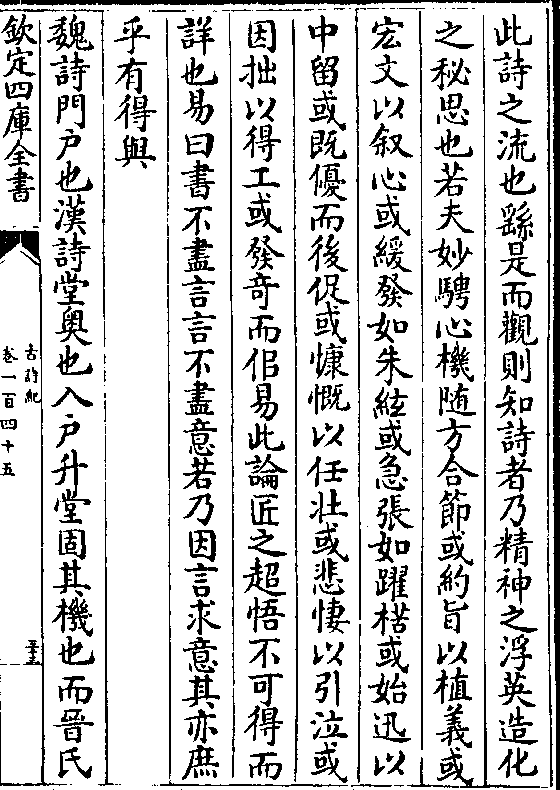 此詩之流也繇是而觀則知詩者乃精神之浮英造化
之秘思也若夫妙騁心機随方合節或約旨以植義或
宏文以叙心或緩發如朱絃或急張如躍楛或始迅以
中留或既優而後促或慷慨以任壯或悲悽以引泣或
因拙以得工或發奇而佀易此論匠之超悟不可得而
詳也易曰書不盡言言不盡意若乃因言求意其亦庶
乎有得與
魏詩門户也漢詩堂奧也入户升堂固其機也而晉氏
欽定四庫全書
古詩紀
卷一百四十五